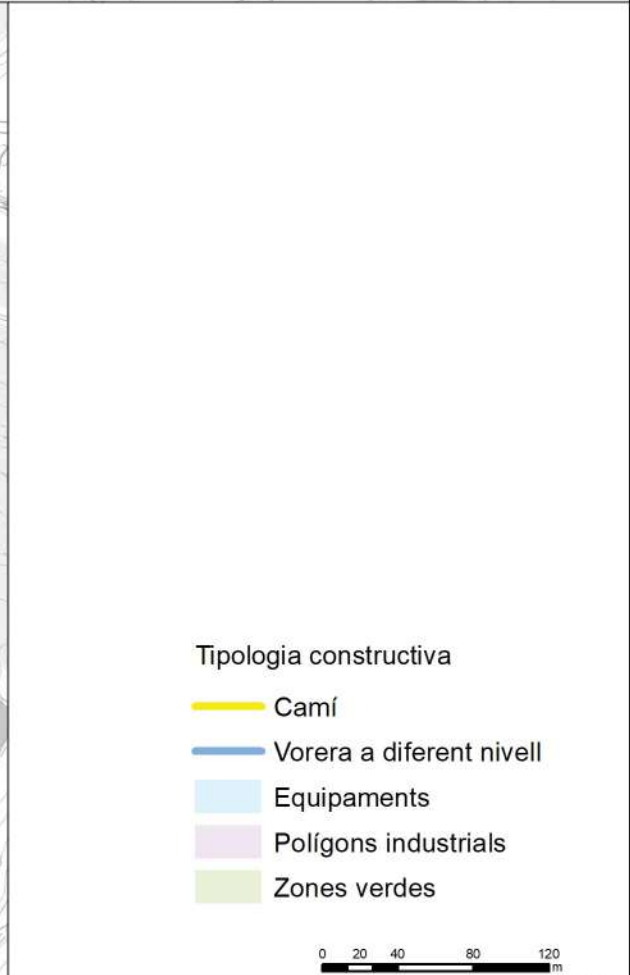 Tipologia constructiva
Camí
Vorera a diferent nivell
Equipaments
Polígons industrials
Zones verdes
0 20 40 80 120
m